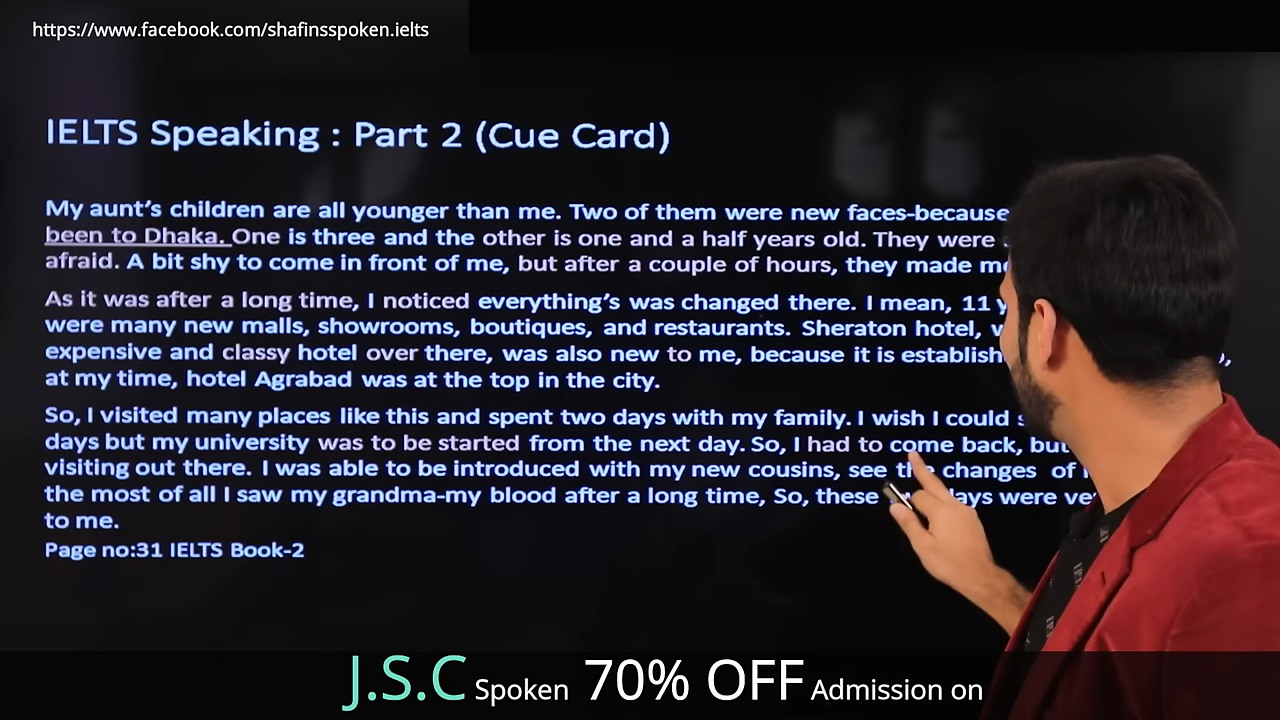 https://www.facebook.com/shafinsspoken.ielts
IELTS Speaking : Part 2 (Cue Card)
My aunt's children are all younger than me. Two of them were new faces-because
been to Dhaka. One is three and the other is one and a half years old. They were
afraid. A bit shy to come in front of me, but after a couple of hours, they made
As it was after a long time, I noticed everything's was changed there. I mean, 11
were many new malls, showrooms, boutiques, and restaurants. Sheraton hotel,
expensive and classy hotel over there, was also new to me, because it is
at my time, hotel Agrabad was at the top in the city.
So, I visited many places like this and spent two days with my family. I wish I could
days but my university was to be started from the next day. So, I had to come back, but
visiting out there. I was able to be introduced with my new cousins, see the changes of
the most of all I saw my grandma-my blood after a long time, So, these days were
to me.
Page no:31 IELTS Book-2
J.S.C Spoken 70% OFF Admission on